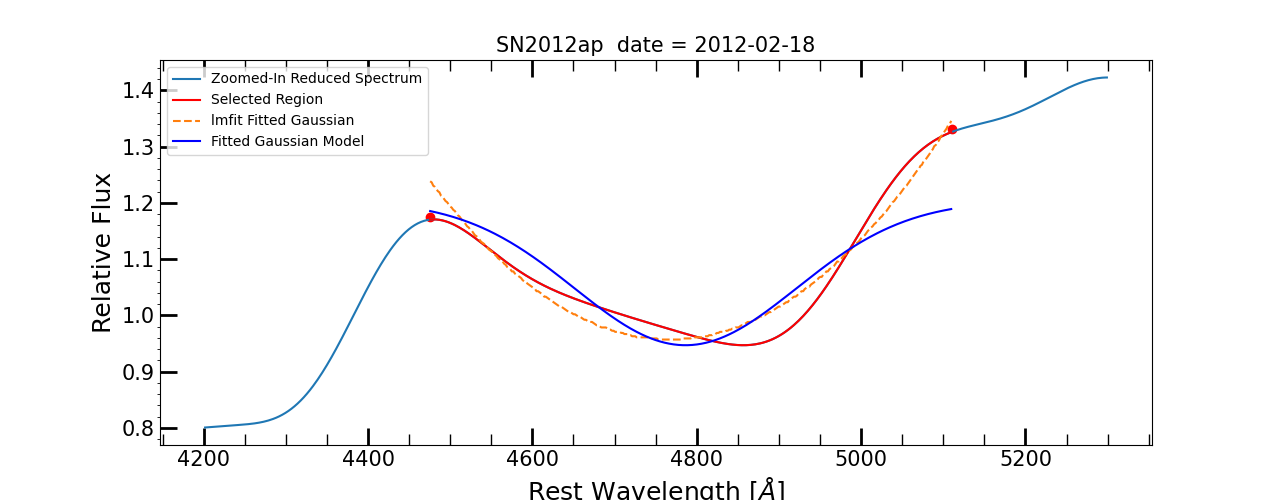 SN2012ap date = 2012-02-18
Zoomed-In Reduced Spectrum
Selected Region
lmfit Fitted Gaussian
Fitted Gaussian Model
Relative Flux
1.4
1.3
1.2
1.1
1.0
0.9
0.8
4200 4400 4600 4800 5000 5200
Rest Wavelength [Å]